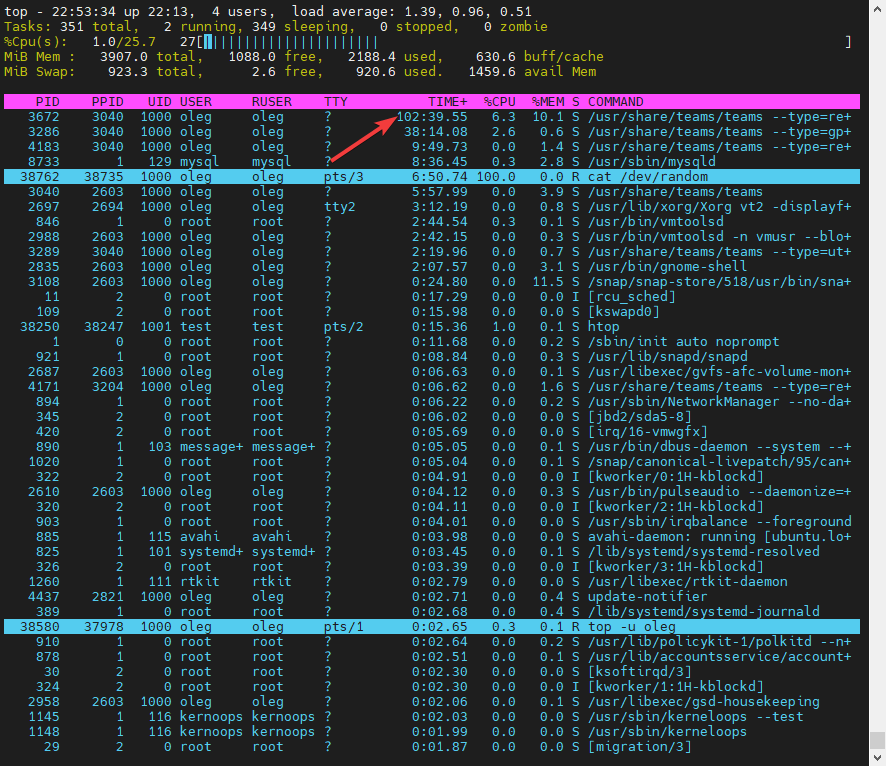 top - 22:53:34 up 22:13,  4 users,  load average: 1.39, 0.96, 0.51
Tasks: 351 total,   2 running, 349 sleeping,   0 stopped,   0 zombie
%Cpu(s):   1.0/25.7   27[||||||||||||||||||||||                                                          ]
MiB Mem :   3907.0 total,   1088.0 free,   2188.4 used,    630.6 buff/cache
MiB Swap:    923.3 total,      2.6 free,    920.6 used.   1459.6 avail Mem
PID    PPID   UID USER     RUSER    TTY          TIME+  %CPU  %MEM S COMMAND
3672    3040  1000 oleg     oleg     ?        102:39.55   6.3  10.1 S /usr/share/teams/teams --type=re+
3286    3040  1000 oleg     oleg     ?         38:14.08   2.6   0.6 S /usr/share/teams/teams --type=gp+
4183    3040  1000 oleg     oleg     ?          9:49.73   0.0   1.4 S /usr/share/teams/teams --type=re+
8733       1   129 mysql    mysql    ?          8:36.45   0.3   2.8 S /usr/sbin/mysqld
38762   38735  1000 oleg     oleg     pts/3      6:50.74 100.0   0.0 R cat /dev/random
3040    2603  1000 oleg     oleg     ?          5:57.99   0.0   3.9 S /usr/share/teams/teams
2697    2694  1000 oleg     oleg     tty2       3:12.19   0.0   0.8 S /usr/lib/xorg/Xorg vt2 -displayf+
846       1     0 root     root     ?          2:44.54   0.3   0.1 S /usr/bin/vmtoolsd
2988    2603  1000 oleg     oleg     ?          2:42.15   0.0   0.3 S /usr/bin/vmtoolsd -n vmusr --blo+
3289    3040  1000 oleg     oleg     ?          2:19.96   0.0   0.7 S /usr/share/teams/teams --type=ut+
2835    2603  1000 oleg     oleg     ?          2:07.57   0.0   3.1 S /usr/bin/gnome-shell
3108    2603  1000 oleg     oleg     ?          0:24.80   0.0  11.5 S /snap/snap-store/518/usr/bin/sna+
11       2     0 root     root     ?          0:17.29   0.0   0.0 I [rcu_sched]
109       2     0 root     root     ?          0:15.98   0.0   0.0 S [kswapd0]
38250   38247  1001 test     test     pts/2      0:15.36   1.0   0.1 S htop
1       0     0 root     root     ?          0:11.68   0.0   0.2 S /sbin/init auto noprompt
921       1     0 root     root     ?          0:08.84   0.0   0.3 S /usr/lib/snapd/snapd
2687    2603  1000 oleg     oleg     ?          0:06.63   0.0   0.1 S /usr/libexec/gvfs-afc-volume-mon+
4171    3204  1000 oleg     oleg     ?          0:06.62   0.0   1.6 S /usr/share/teams/teams --type=re+
894       1     0 root     root     ?          0:06.22   0.0   0.2 S /usr/sbin/NetworkManager --no-da+
345       2     0 root     root     ?          0:06.02   0.0   0.0 S [jbd2/sda5-8]
420       2     0 root     root     ?          0:05.69   0.0   0.0 S [irq/16-vmwgfx]
890       1   103 message+ message+ ?          0:05.05   0.0   0.1 S /usr/bin/dbus-daemon --system --+
1020       1     0 root     root     ?          0:05.04   0.0   0.1 S /snap/canonical-livepatch/95/can+
322       2     0 root     root     ?          0:04.91   0.0   0.0 I [kworker/0:1H-kblockd]
2610    2603  1000 oleg     oleg     ?          0:04.12   0.0   0.3 S /usr/bin/pulseaudio --daemonize=+
320       2     0 root     root     ?          0:04.11   0.0   0.0 I [kworker/2:1H-kblockd]
903       1     0 root     root     ?          0:04.01   0.0   0.0 S /usr/sbin/irqbalance --foreground
885       1   115 avahi    avahi    ?          0:03.98   0.0   0.0 S avahi-daemon: running [ubuntu.lo+
825       1   101 systemd+ systemd+ ?          0:03.45   0.0   0.1 S /lib/systemd/systemd-resolved
326       2     0 root     root     ?          0:03.39   0.0   0.0 I [kworker/3:1H-kblockd]
1260       1   111 rtkit    rtkit    ?          0:02.79   0.0   0.0 S /usr/libexec/rtkit-daemon
4437    2821  1000 oleg     oleg     ?          0:02.71   0.0   0.4 S update-notifier
389       1     0 root     root     ?          0:02.68   0.0   0.4 S /lib/systemd/systemd-journald
38580   37978  1000 oleg     oleg     pts/1      0:02.65   0.3   0.1 R top -u oleg
910       1     0 root     root     ?          0:02.64   0.0   0.2 S /usr/lib/policykit-1/polkitd --n+
878       1     0 root     root     ?          0:02.51   0.0   0.1 S /usr/lib/accountsservice/account+
30       2     0 root     root     ?          0:02.30   0.0   0.0 S [ksoftirqd/3]
324       2     0 root     root     ?          0:02.30   0.0   0.0 I [kworker/1:1H-kblockd]
2958    2603  1000 oleg     oleg     ?          0:02.06   0.0   0.1 S /usr/libexec/gsd-housekeeping
1145       1   116 kernoops kernoops ?          0:02.03   0.0   0.0 S /usr/sbin/kerneloops --test
1148       1   116 kernoops kernoops ?          0:01.99   0.0   0.0 S /usr/sbin/kerneloops
29       2     0 root     root     ?          0:01.87   0.0   0.0 S [migration/3]